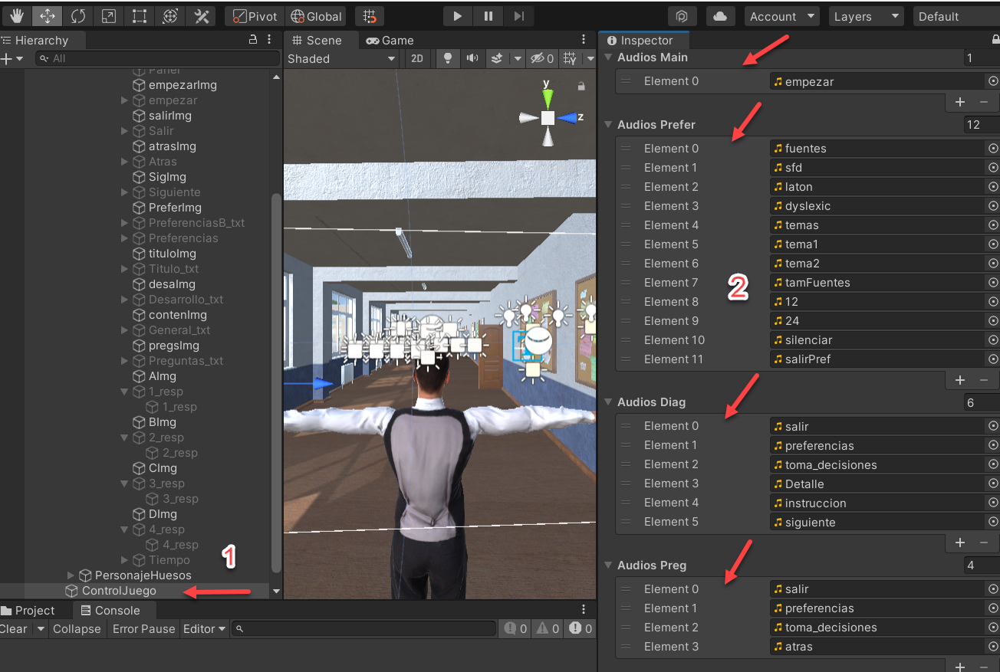 Pivot Global Account Layers Default
Hierarchy
All
Panel
empezarImg
empezar
salirImg
Salir
atrasImg
Atras
SigImg
Siguiente
PreferImg
PreferenciasB_txt
Preferencias
tituloImg
Titulo_txt
desaImg
Desarrollo_txt
contenImg
General_txt
pregsImg
Preguntas_txt
AImg
1_resp
1_resp
BImg
2_resp
2_resp
CImg
3_resp
3_resp
DImg
4_resp
4_resp
Tiempo
PersonajeHuesos
ControlJuego
1
Scene Game
Shaded 2D 0
y
z
Project Console
Clear Collapse Error Pause Editor 0 0 0
Inspector
Audios Main 1
Element 0 empezar
Audios Prefer 12
Element 0 fuentes
Element 1 sfd
Element 2 laton
Element 3 dyslexic
Element 4 temas
Element 5 tema1
Element 6 tema2
Element 7 tamFuentes
Element 8 12
Element 9 24
Element 10 silenciar
Element 11 salirPref
2
Audios Diag 6
Element 0 salir
Element 1 preferencias
Element 2 toma_decisiones
Element 3 Detalle
Element 4 instruccion
Element 5 siguiente
Audios Preg 4
Element 0 salir
Element 1 preferencias
Element 2 toma_decisiones
Element 3 atras